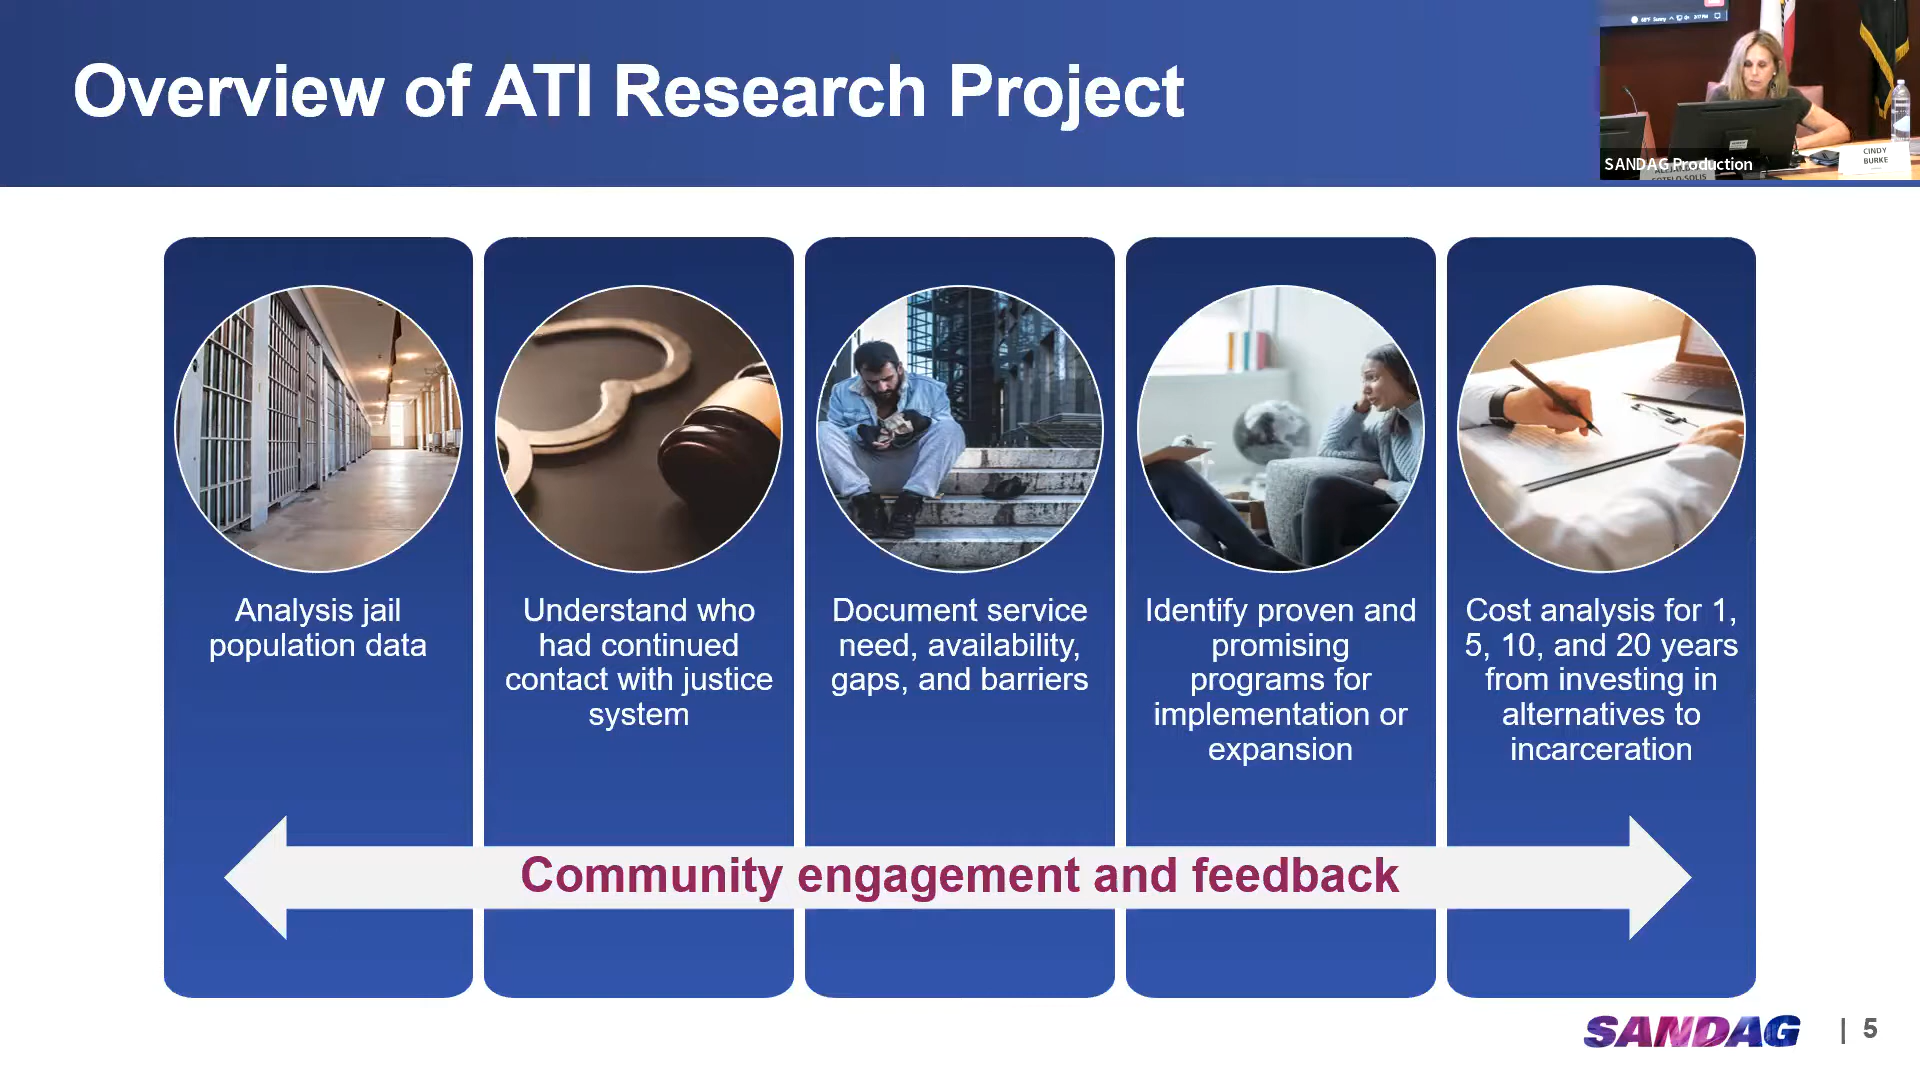 Overview of ATI Research Project
SANDAG Production
CINDY
BURKE
Analysis jail
population data
Understand who
had continued
contact with justice
system
Document service
need, availability,
gaps, and barriers
Identify proven and
promising
programs for
implementation or
expansion
Cost analysis for 1,
5, 10, and 20 years
from investing in
alternatives to
incarceration
Community engagement and feedback
SANDAG
| 5